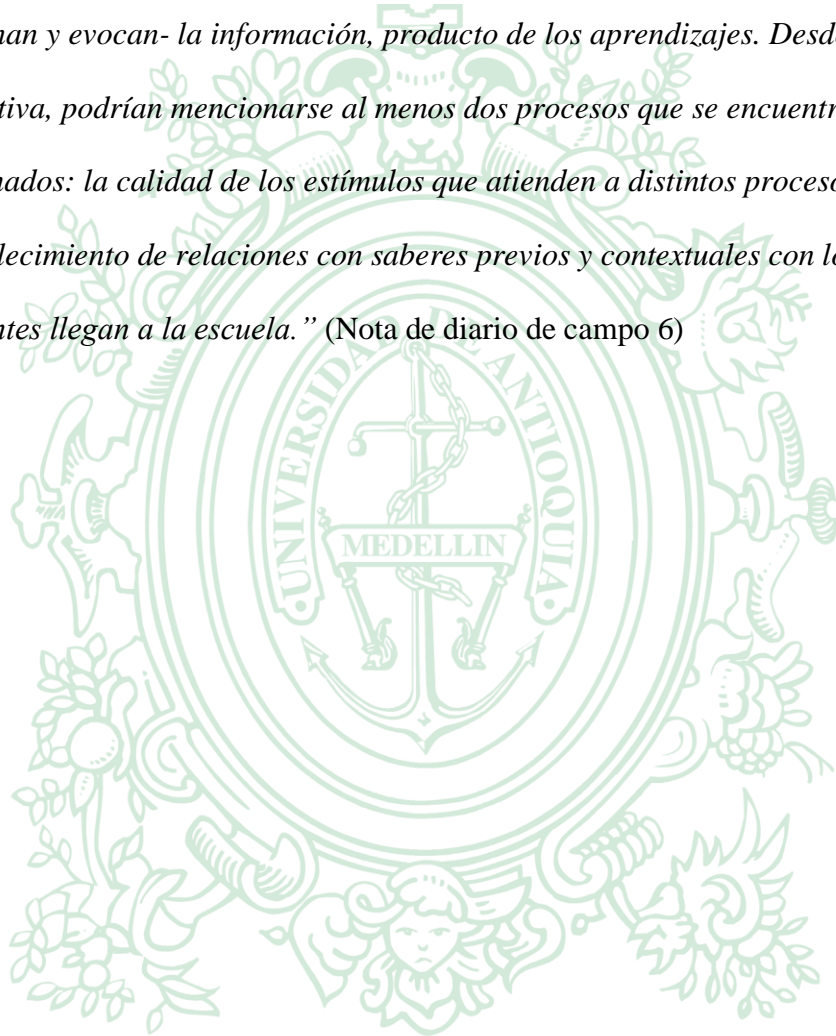 nan y evocan- la información, producto de los aprendizajes. Desd
tiva, podrían mencionarse al menos dos procesos que se encuentr
nados: la calidad de los estímulos que atienden a distintos proceso
lecimiento de relaciones con saberes previos y contextuales con l
ntes llegan a la escuela.” (Nota de diario de campo 6)
UNIVERSIDAD DE ANTIOQUIA
MEDELLIN